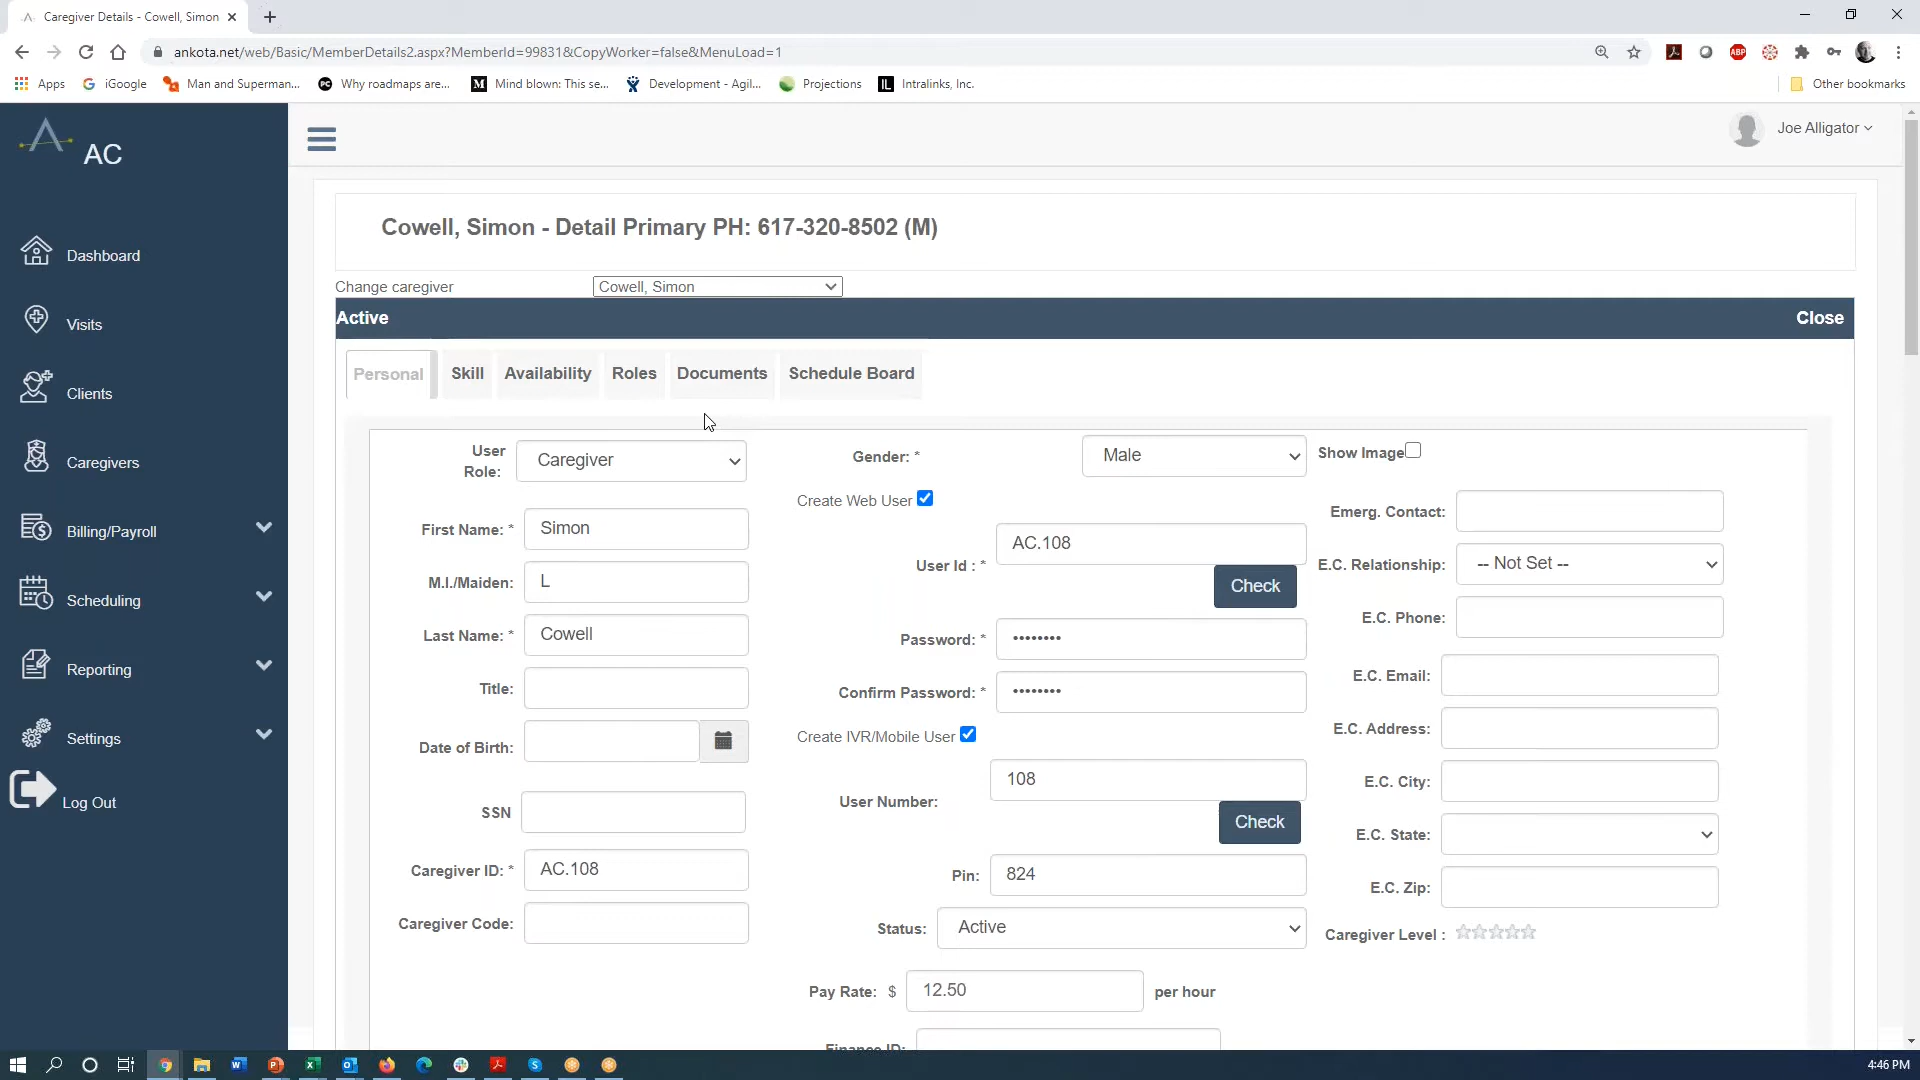 Caregiver Details - Cowell, Simon
ankota.net/web/Basic/MemberDetails2.aspx?MemberId=99831&CopyWorker=false&MenuLoad=1
ABP
Apps
iGoogle
Man and Superman...
Why roadmaps are...
Mind blown: This se...
Development - Agil...
Projections
Intralinks, Inc.
Other bookmarks
AC
Joe Alligator
Dashboard
Visits
Clients
Caregivers
Billing/Payroll
Scheduling
Reporting
Settings
Log Out
Cowell, Simon - Detail Primary PH: 617-320-8502 (M)
Change caregiver
Cowell, Simon
Active
Close
Personal
Skill
Availability
Roles
Documents
Schedule Board
User Role:
Caregiver
First Name: *
Simon
M.I./Maiden:
L
Last Name: *
Cowell
Title:
Date of Birth:
SSN
Caregiver ID: *
AC.108
Caregiver Code:
Gender: *
Male
Create Web User
User Id : *
AC.108
Check
Password: *
••••••••
Confirm Password: *
••••••••
Create IVR/Mobile User
User Number:
108
Check
Pin:
824
Status:
Active
Pay Rate: $
12.50
per hour
Finance ID:
Show Image
Emerg. Contact:
E.C. Relationship:
-- Not Set --
E.C. Phone:
E.C. Email:
E.C. Address:
E.C. City:
E.C. State:
E.C. Zip:
Caregiver Level :
4:46 PM